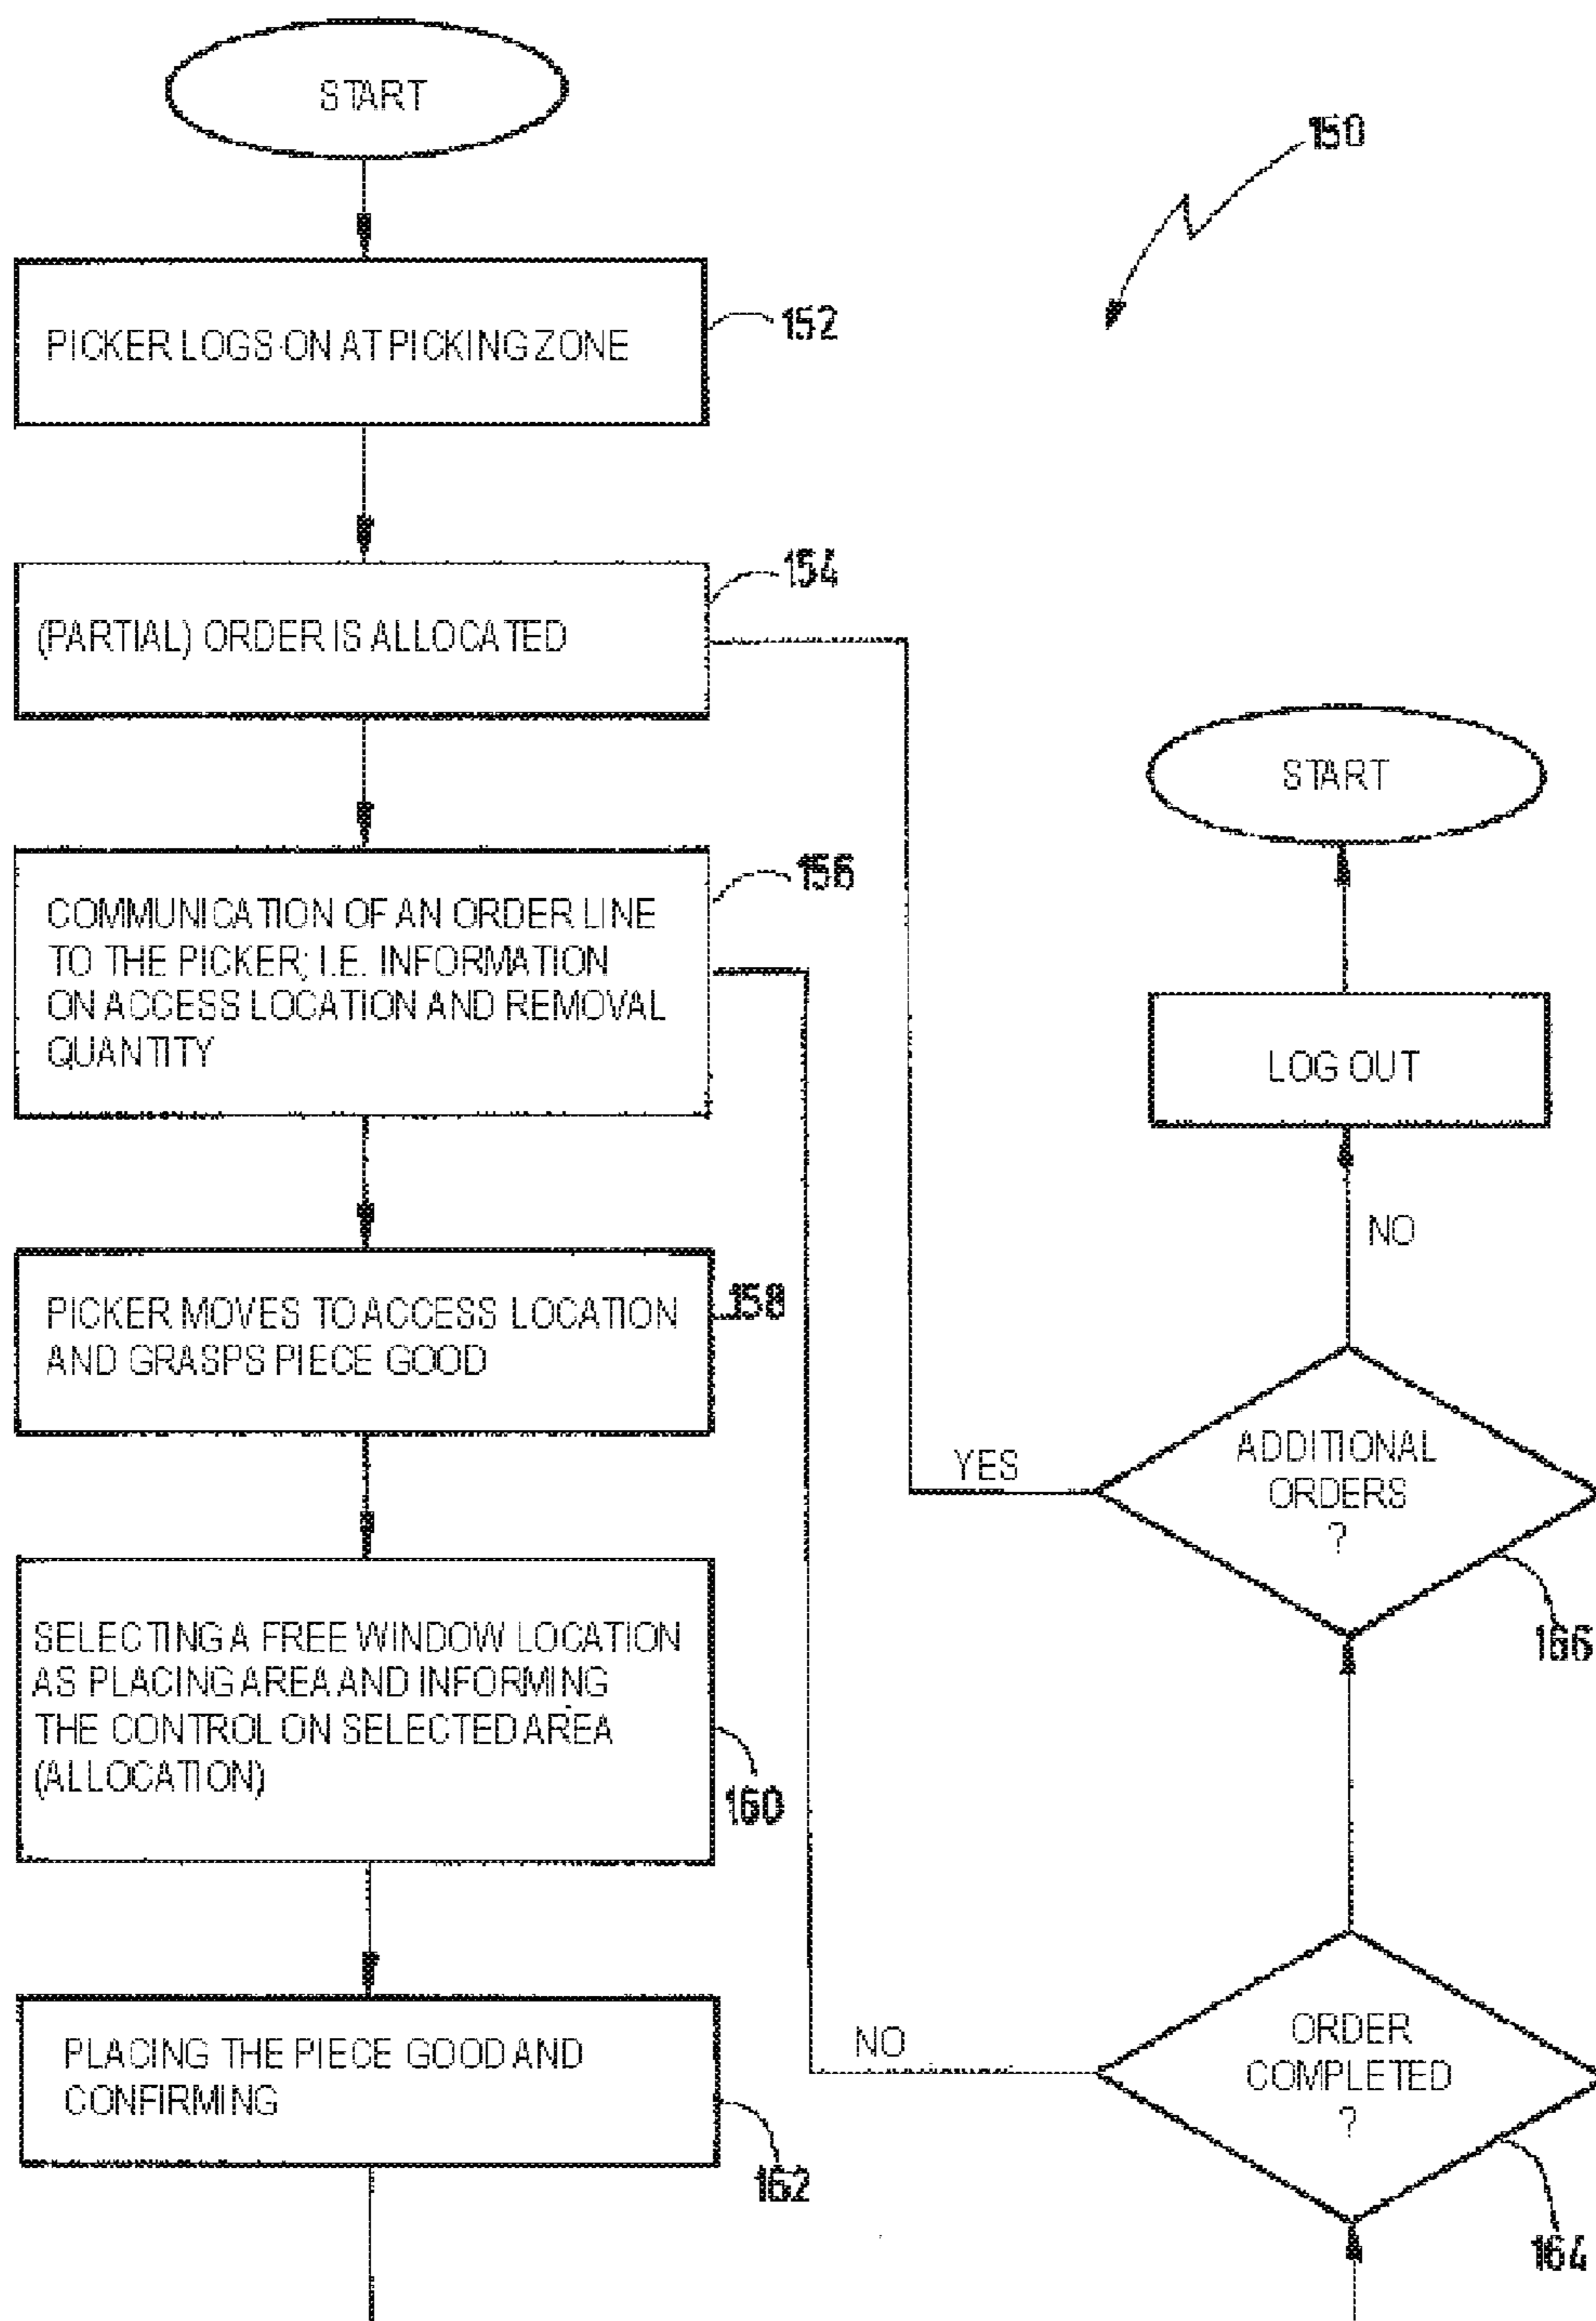 START
150
PICKER LOGS ON AT PICKING ZONE
152
(PARTIAL) ORDER IS ALLOCATED
154
COMMUNICATION OF AN ORDER LINE
TO THE PICKER; I.E. INFORMATION
ON ACCESS LOCATION AND REMOVAL
QUANTITY
156
PICKER MOVES TO ACCESS LOCATION
AND GRASPS PIECE GOOD
158
SELECTING A FREE WINDOW LOCATION
AS PLACING AREA AND INFORMING
THE CONTROL ON SELECTED AREA
(ALLOCATION)
160
PLACING THE PIECE GOOD AND
CONFIRMING
162
START
LOG OUT
NO
ADDITIONAL
ORDERS
?
YES
166
ORDER
COMPLETED
?
NO
164